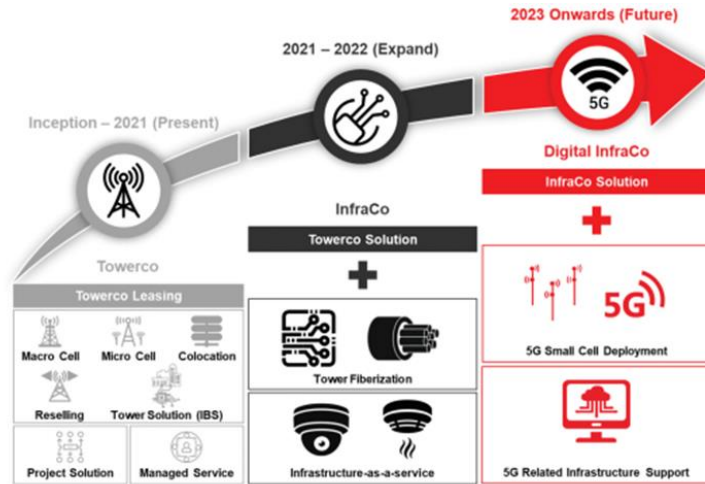 2023 Onwards (Future)
2021 – 2022 (Expand)
5G
Inception – 2021 (Present)
Digital InfraCo
InfraCo Solution
InfraCo
Towerco Solution
Towerco
Towerco Leasing
Macro Cell
Micro Cell
Colocation
Reselling
Tower Solution (IBS)
Project Solution
Managed Service
Tower Fiberization
Infrastructure-as-a-service
5G
5G Small Cell Deployment
5G Related Infrastructure Support